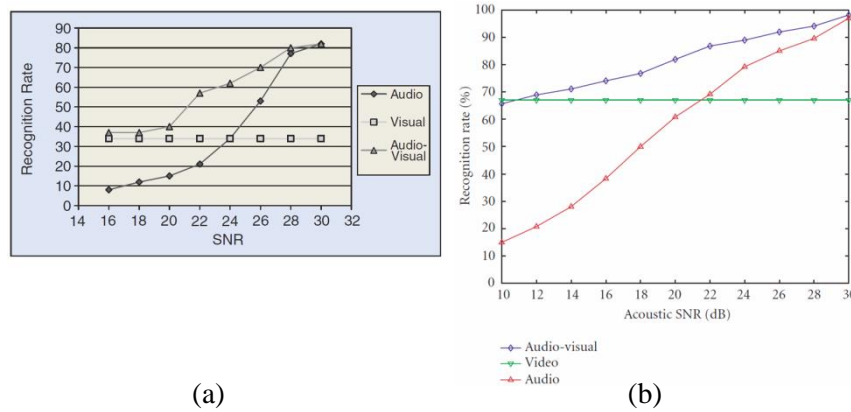 90
80
70
60
50
40
30
20
10
0
Recognition Rate
14 16 18 20 22 24 26 28 30 32
SNR
Audio
Visual
Audio-
Visual
(a)
100
90
80
70
60
50
40
30
20
10
0
Recognition rate (%)
10 12 14 16 18 20 22 24 26 28 30
Acoustic SNR (dB)
Audio-visual
Video
Audio
(b)